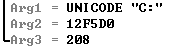 Arg1 = UNICODE "C:"
Arg2 = 12F5D0
Arg3 = 208